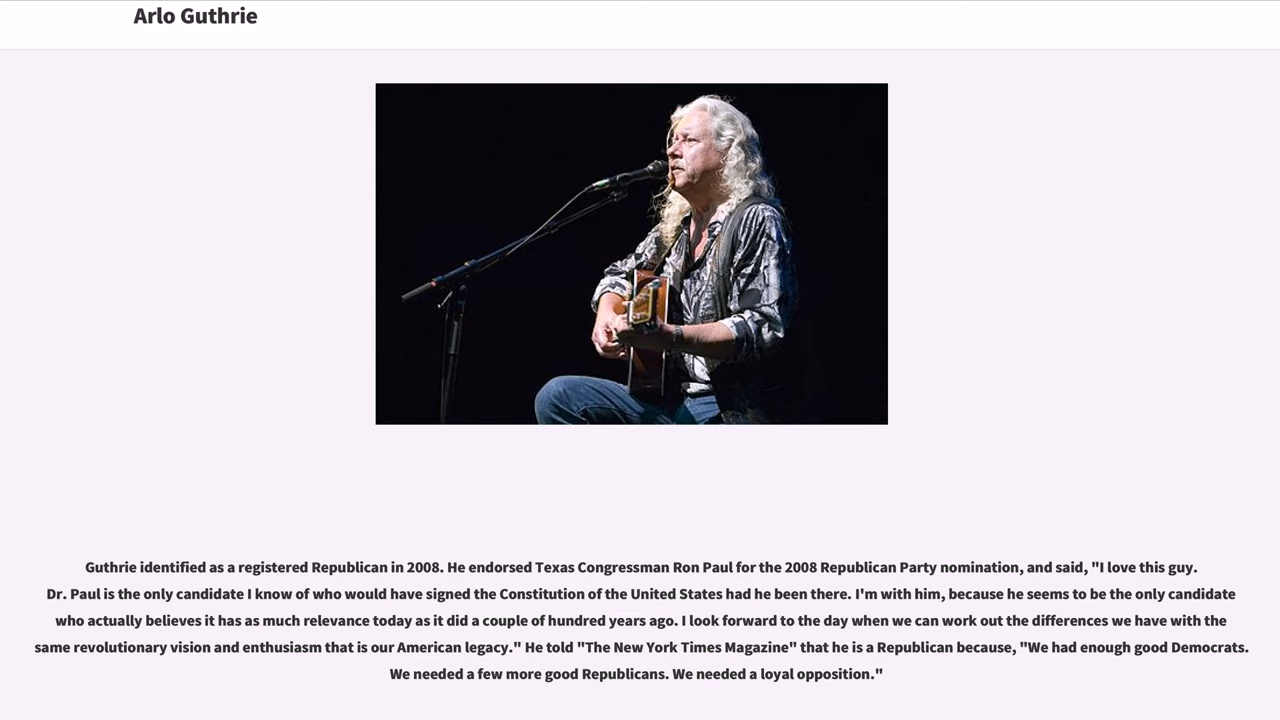 Arlo Guthrie
Guthrie identified as a registered Republican in 2008. He endorsed Texas Congressman Ron Paul for the 2008 Republican Party nomination, and said, "I love this guy.
Dr. Paul is the only candidate I know of who would have signed the Constitution of the United States had he been there. I'm with him, because he seems to be the only candidate
who actually believes it has as much relevance today as it did a couple of hundred years ago. I look forward to the day when we can work out the differences we have with the
same revolutionary vision and enthusiasm that is our American legacy." He told "The New York Times Magazine" that he is a Republican because, "We had enough good Democrats.
We needed a few more good Republicans. We needed a loyal opposition."